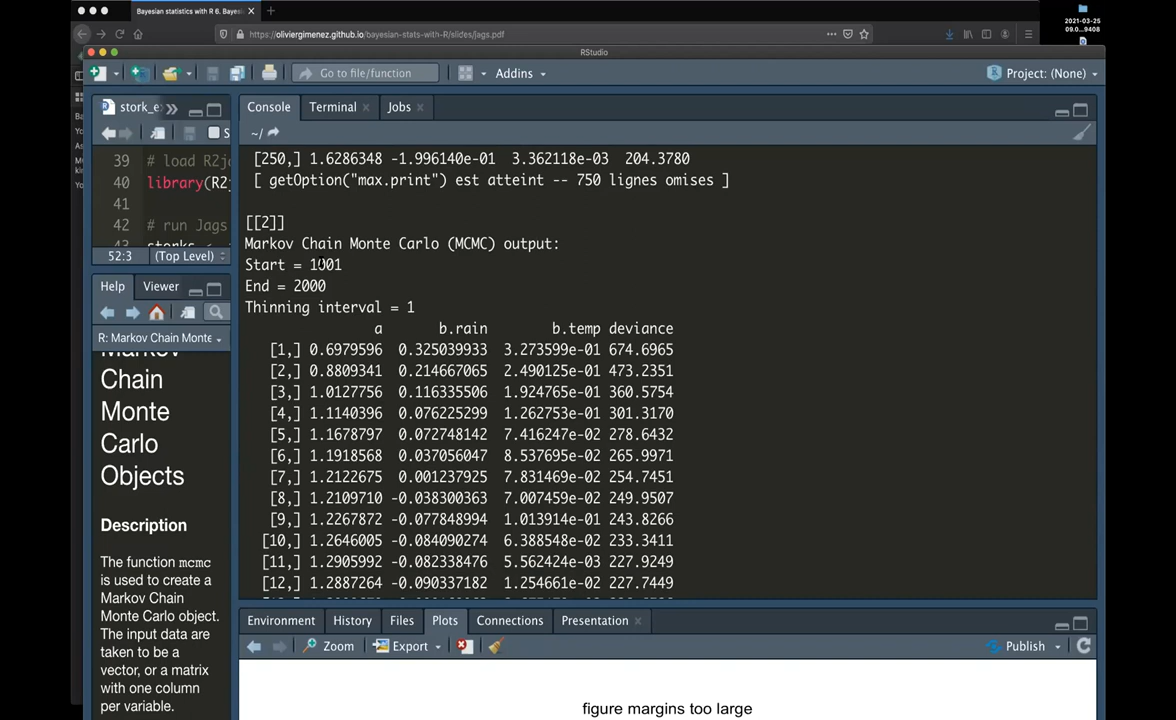 Bayesian statistics with R 6. Bayesi
2021-03-25
09.0...9408
https://oliviergimenez.github.io/bayesian-stats-with-R/slides/jags.pdf
RStudio
Go to file/function
Addins
Project: (None)
stork_e
Console
Terminal
Jobs
~/
39 # load R2j
40 library(R2
41
42 # run Jags
43 storks <-
52:3 (Top Level)
[250,] 1.6286348 -1.996140e-01 3.362118e-03 204.3780
[ getOption("max.print") est atteint -- 750 lignes omises ]
[[2]]
Markov Chain Monte Carlo (MCMC) output:
Start = 1001
End = 2000
Thinning interval = 1
a b.rain b.temp deviance
[1,] 0.6979596 0.325039933 3.273599e-01 674.6965
[2,] 0.8809341 0.214667065 2.490125e-01 473.2351
[3,] 1.0127756 0.116335506 1.924765e-01 360.5754
[4,] 1.1140396 0.076225299 1.262753e-01 301.3170
[5,] 1.1678797 0.072748142 7.416247e-02 278.6432
[6,] 1.1918568 0.037056047 8.537695e-02 265.9971
[7,] 1.2122675 0.001237925 7.831469e-02 254.7451
[8,] 1.2109710 -0.038300363 7.007459e-02 249.9507
[9,] 1.2267872 -0.077848994 1.013914e-01 243.8266
[10,] 1.2646005 -0.084090274 6.388548e-02 233.3411
[11,] 1.2905992 -0.082338476 5.562424e-03 227.9249
[12,] 1.2887264 -0.090337182 1.254661e-02 227.7449
Help
Viewer
R: Markov Chain Monte
Markov
Chain
Monte
Carlo
Objects
Description
The function mcmc
is used to create a
Markov Chain
Monte Carlo object.
The input data are
taken to be a
vector, or a matrix
with one column
per variable.
Environment
History
Files
Plots
Connections
Presentation
Zoom
Export
Publish
figure margins too large